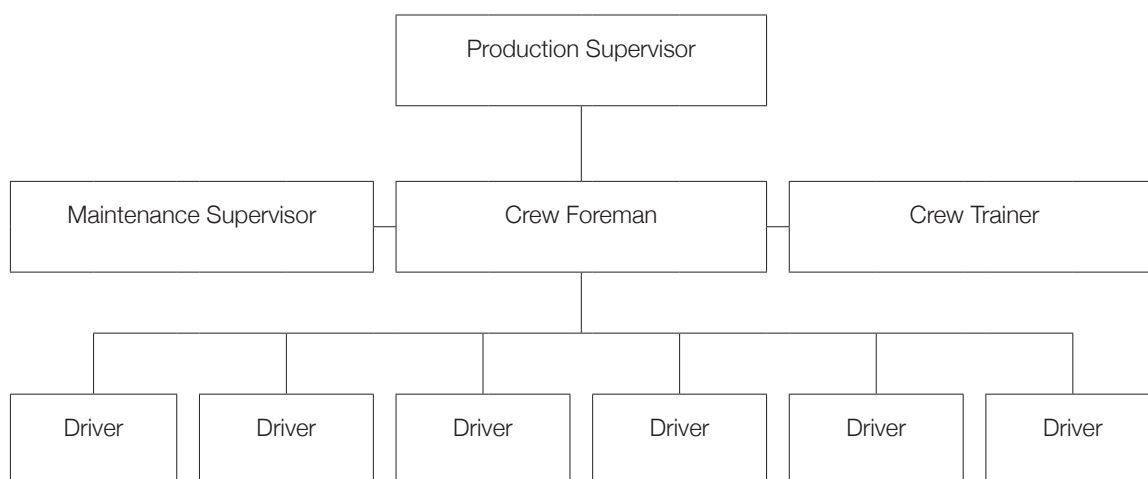 Production Supervisor
Maintenance Supervisor
Crew Foreman
Crew Trainer
Driver
Driver
Driver
Driver
Driver
Driver